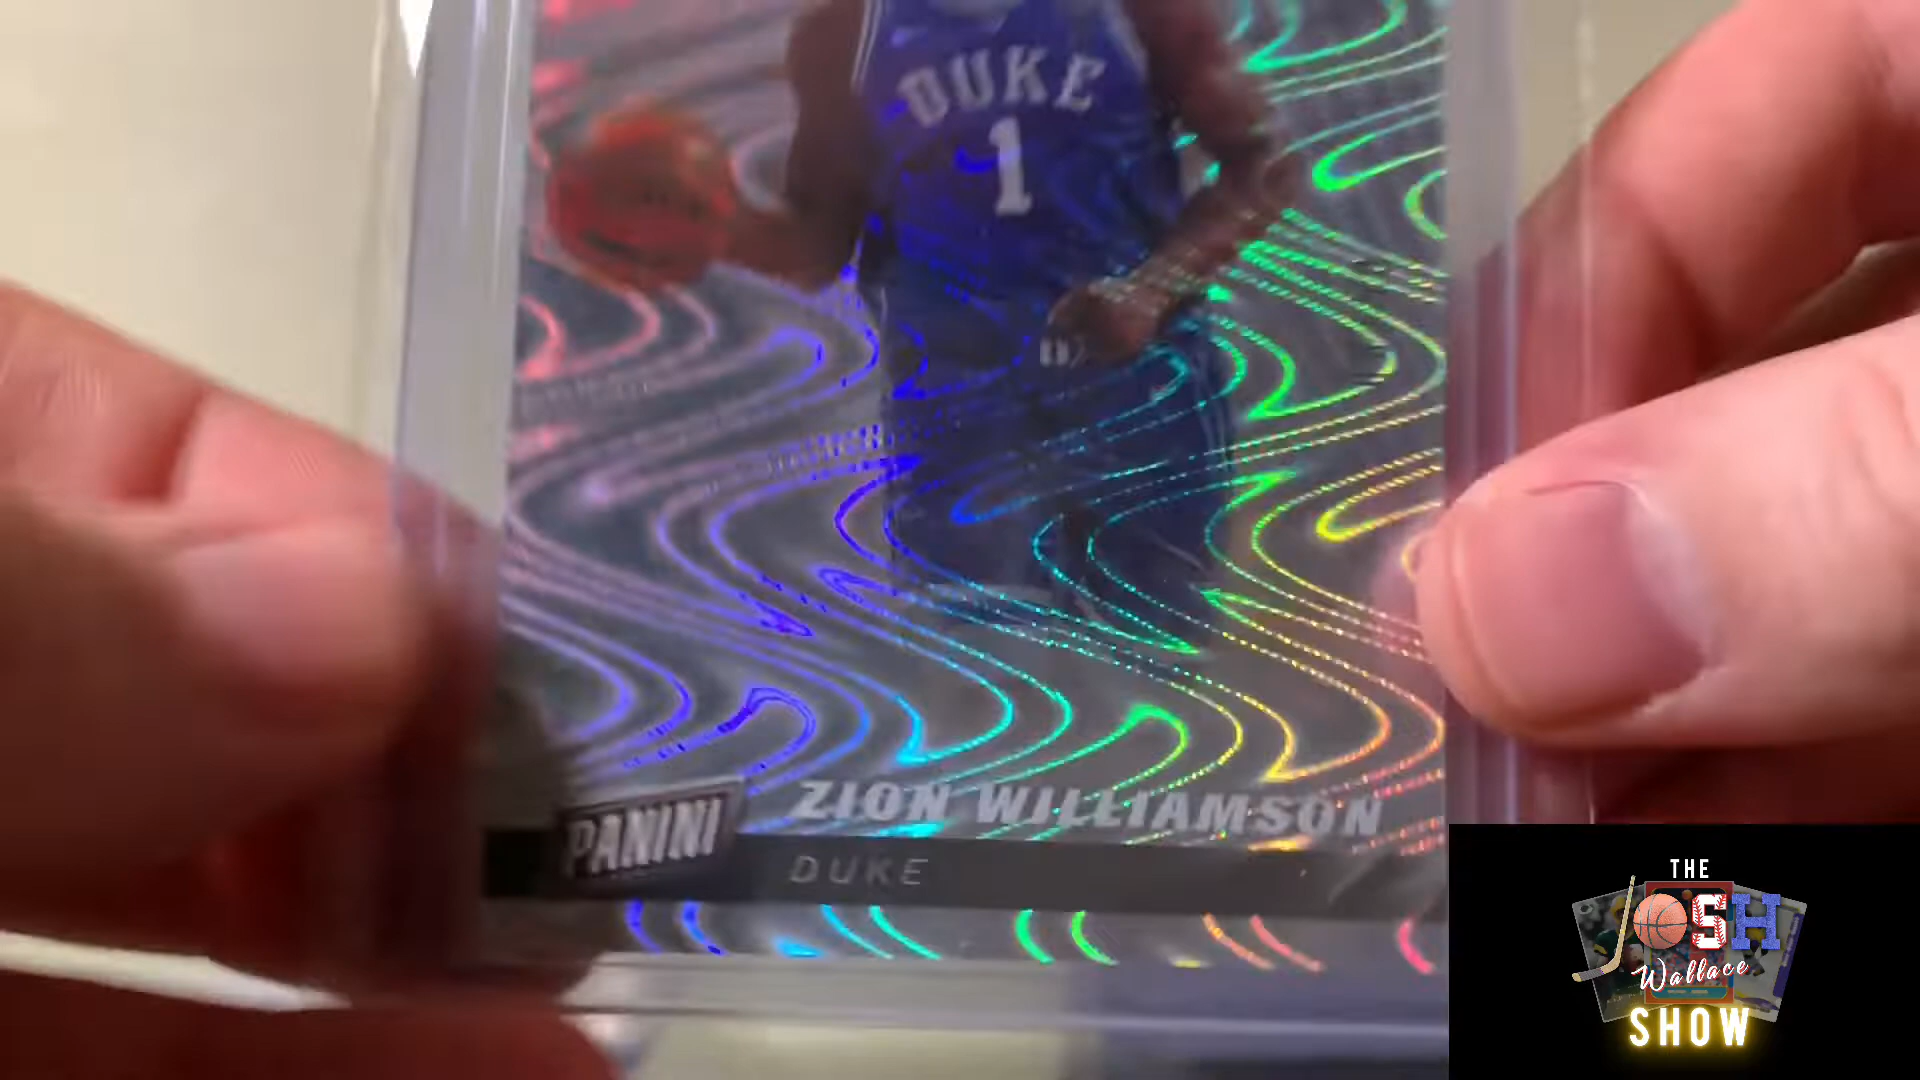 DUKE
1
ZION WILLIAMSON
PANINI
DUKE
THE
JOSH
Wallace
SHOW